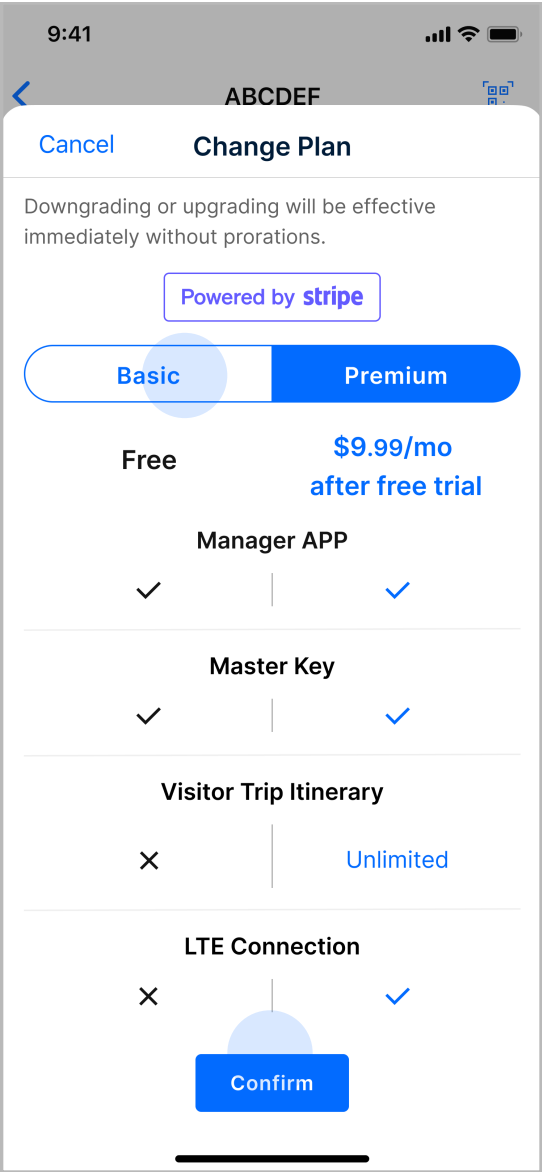 9:41
ABCDEF
Cancel
Change Plan
Downgrading or upgrading will be effective
immediately without prorations.
Powered by stripe
Basic
Premium
Free
$9.99/mo
after free trial
Manager APP
Master Key
Visitor Trip Itinerary
Unlimited
LTE Connection
Confirm